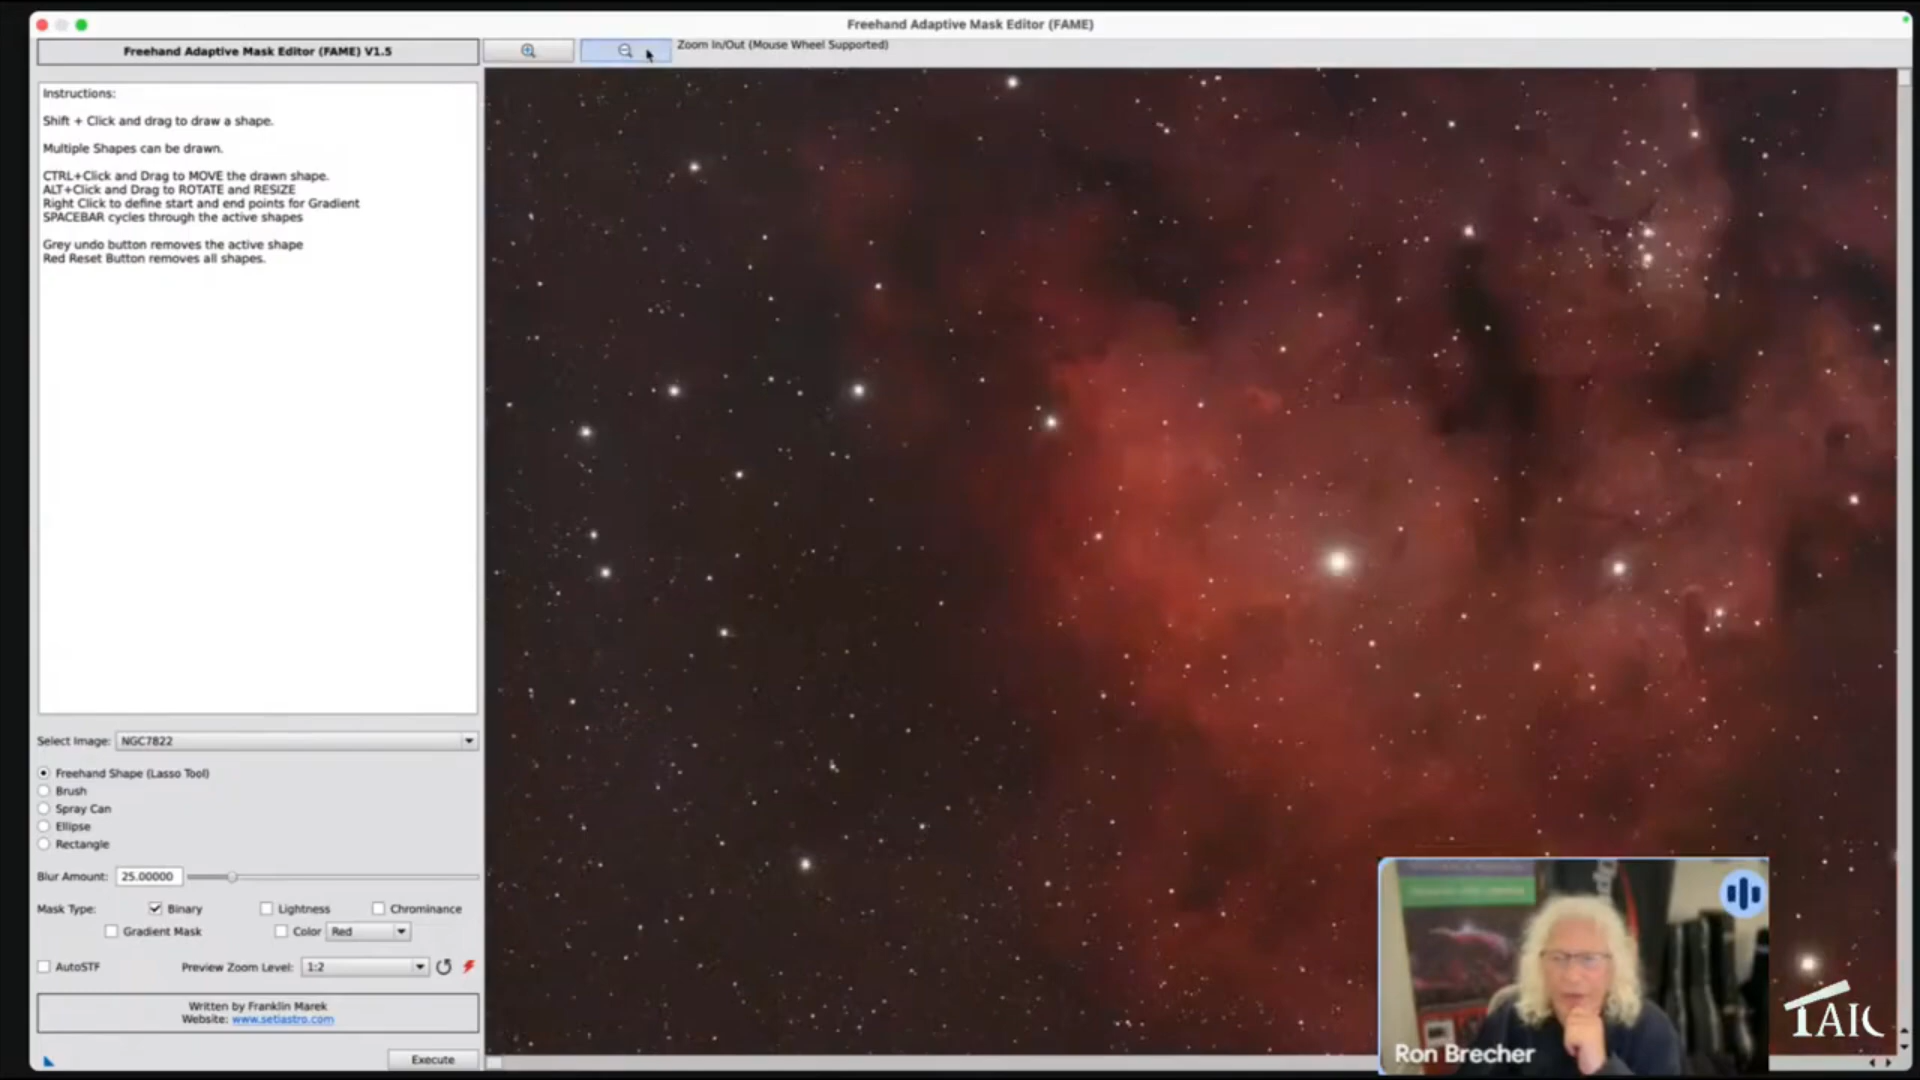 Freehand Adaptive Mask Editor (FAME)
Freehand Adaptive Mask Editor (FAME) V1.5
Zoom In/Out (Mouse Wheel Supported)
Instructions:
Shift + Click and drag to draw a shape.
Multiple Shapes can be drawn.
CTRL+Click and Drag to MOVE the drawn shape.
ALT+Click and Drag to ROTATE and RESIZE
Right Click to define start and end points for Gradient
SPACEBAR cycles through the active shapes
Grey undo button removes the active shape
Red Reset Button removes all shapes.
Select Image: NGC7822
Freehand Shape (Lasso Tool)
Brush
Spray Can
Ellipse
Rectangle
Blur Amount: 25.00000
Mask Type: Binary Lightness Chrominance
Gradient Mask Color Red
AutoSTF Preview Zoom Level: 1:2
Written by Franklin Marek
Website: www.setiastro.com
Execute
Ron Brecher
TAIC